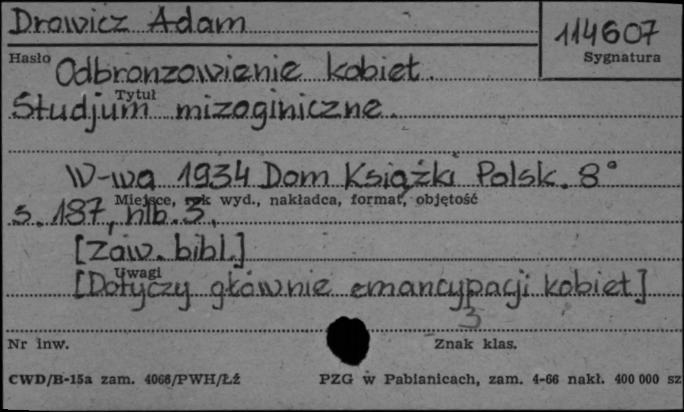 Drowicz Adam
114607
Hasło
Sygnatura
Odbronzowienie kobiet.
Tytuł
Studjum mizoginiczne.
W-wa 1934 Dom Książki Polsk. 8°
Miejsce, rok wyd., nakładca, format, objętość
s. 187, nlb. 3.
[Zaw. bibl.]
Uwagi
[Dotyczy głównie emancypacji kobiet]
3
Nr inw.
Znak klas.
CWD/B-15a zam. 4066/PWH/Łź
PZG w Pabianicach, zam. 4-66 nakł. 400 000 sz